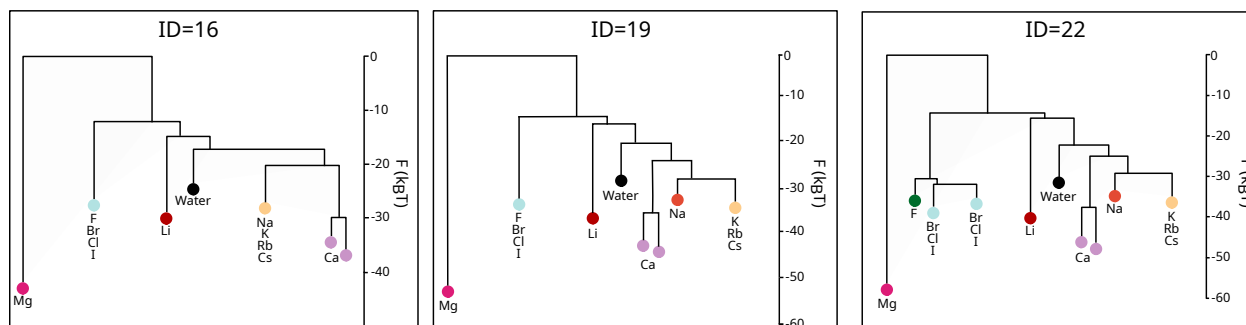 ID=16
0
-10
-20
-30
-40
F (kBT)
F
Br
Cl
I
Li
Water
Na
K
Rb
Cs
Ca
Mg
ID=19
0
-10
-20
-30
-40
-50
-60
F (kBT)
F
Br
Cl
I
Li
Water
Ca
Na
K
Rb
Cs
Mg
ID=22
0
-10
-20
-30
-40
-50
-60
F (kBT)
F
Br
Cl
I
Br
Cl
I
Li
Water
Ca
Na
K
Rb
Cs
Mg